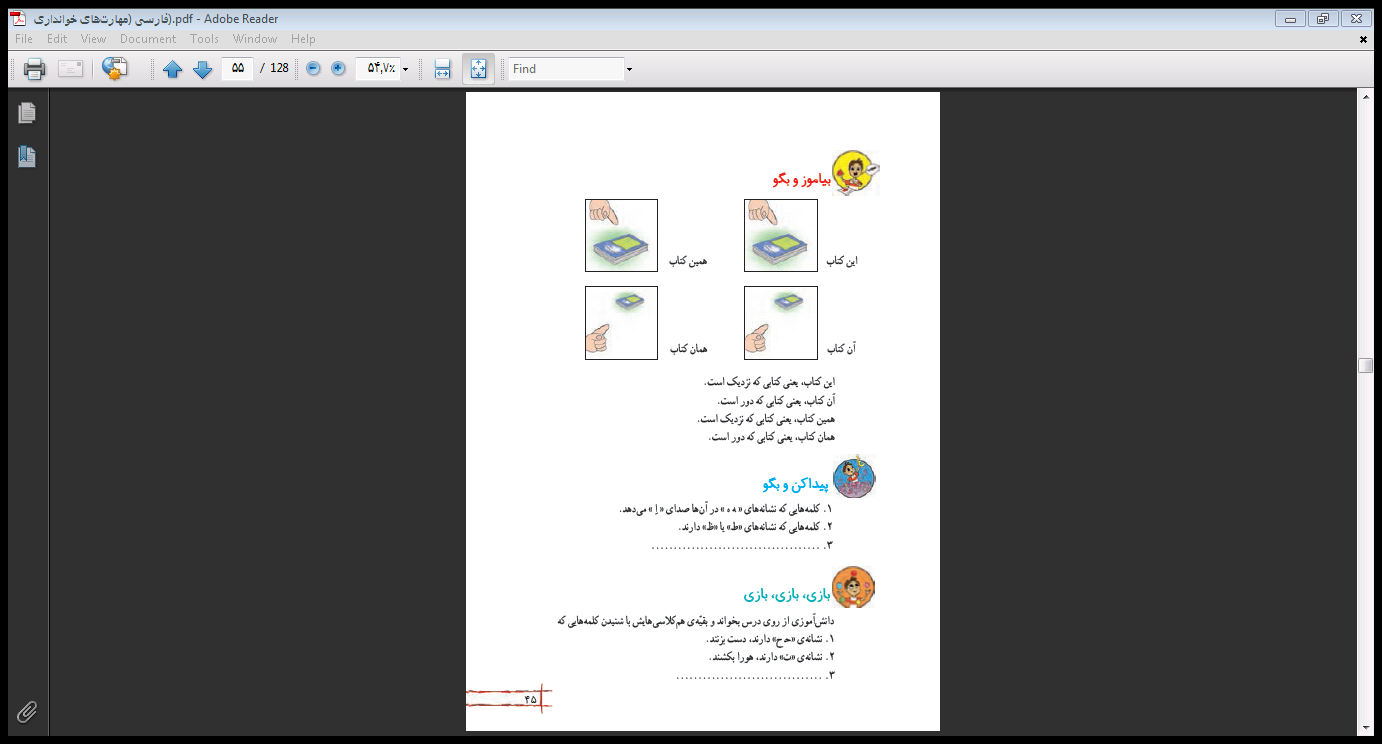 فارسی (مهارت‌های خوانداری).pdf - Adobe Reader
File Edit View Document Tools Window Help
۵۵ / 128 ۵۴٫۷٪ Find
بیاموز و بگو
این کتاب همین کتاب
آن کتاب همان کتاب
این کتاب، یعنی کتابی که نزدیک است.
آن کتاب، یعنی کتابی که دور است.
همین کتاب، یعنی کتابی که نزدیک است.
همان کتاب، یعنی کتابی که دور است.
پیداکن و بگو
۱. کلمه‌هایی که نشانه‌های « ـه ه » در آن‌ها صدای « اِ » می‌دهد.
۲. کلمه‌هایی که نشانه‌های «ط» یا «ظ» دارند.
۳. ......................................
بازی، بازی، بازی
دانش‌آموزی از روی درس بخواند و بقیّه‌ی هم‌کلاسی‌هایش با شنیدن کلمه‌هایی که
۱. نشانه‌ی «حـ ح» دارند، دست بزنند.
۲. نشانه‌ی «ت» دارند، هورا بکشند.
۳. .................................
۴۵